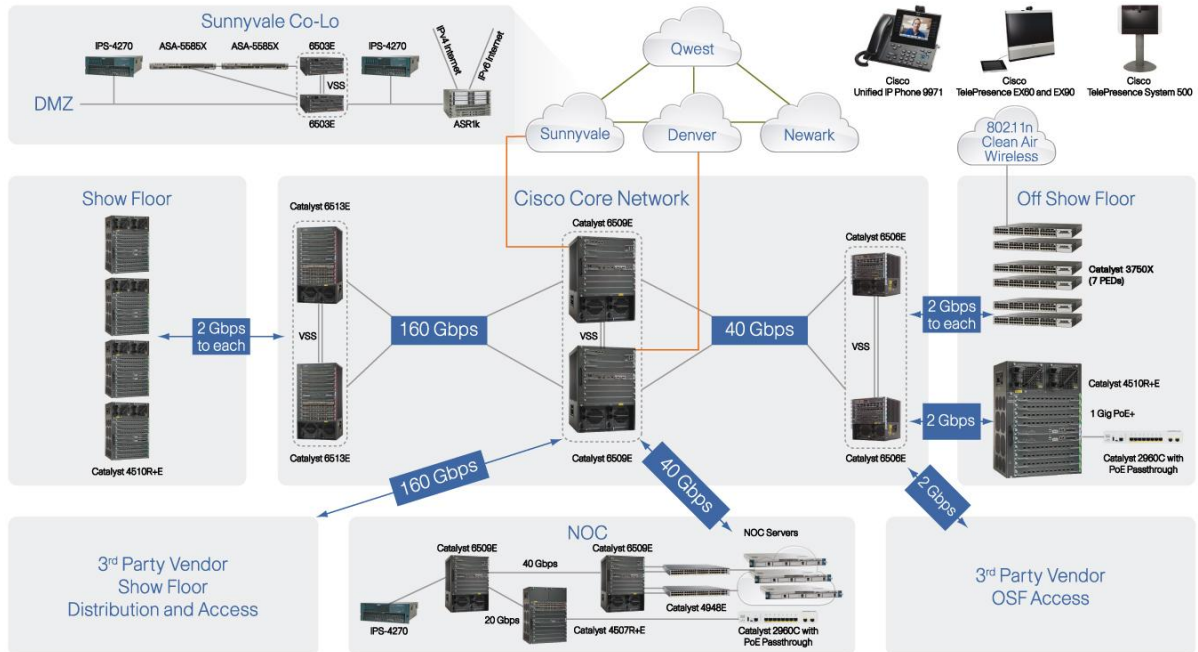 Sunnyvale Co-Lo
IPS-4270
ASA-5585X
ASA-5585X
6503E
IPS-4270
IPv4 Internet
IPv6 Internet
VSS
DMZ
6503E
ASR1k
Qwest
Sunnyvale
Denver
Newark
Cisco
Unified IP Phone 9971
Cisco
TelePresence EX60 and EX90
Cisco
TelePresence System 500
802.11n
Clean Air
Wireless
Show Floor
Catalyst 4510R+E
2 Gbps
to each
Cisco Core Network
Catalyst 6513E
VSS
Catalyst 6513E
160 Gbps
Catalyst 6509E
VSS
Catalyst 6509E
40 Gbps
Catalyst 6506E
VSS
Catalyst 6506E
Off Show Floor
2 Gbps
to each
Catalyst 3750X
(7 PEDs)
2 Gbps
Catalyst 4510R+E
1 Gig PoE+
Catalyst 2960C with
PoE Passthrough
160 Gbps
40 Gbps
2 Gbps
3rd Party Vendor
Show Floor
Distribution and Access
NOC
Catalyst 6509E
40 Gbps
Catalyst 6509E
NOC Servers
Catalyst 4948E
IPS-4270
20 Gbps
Catalyst 4507R+E
Catalyst 2960C with
PoE Passthrough
3rd Party Vendor
OSF Access